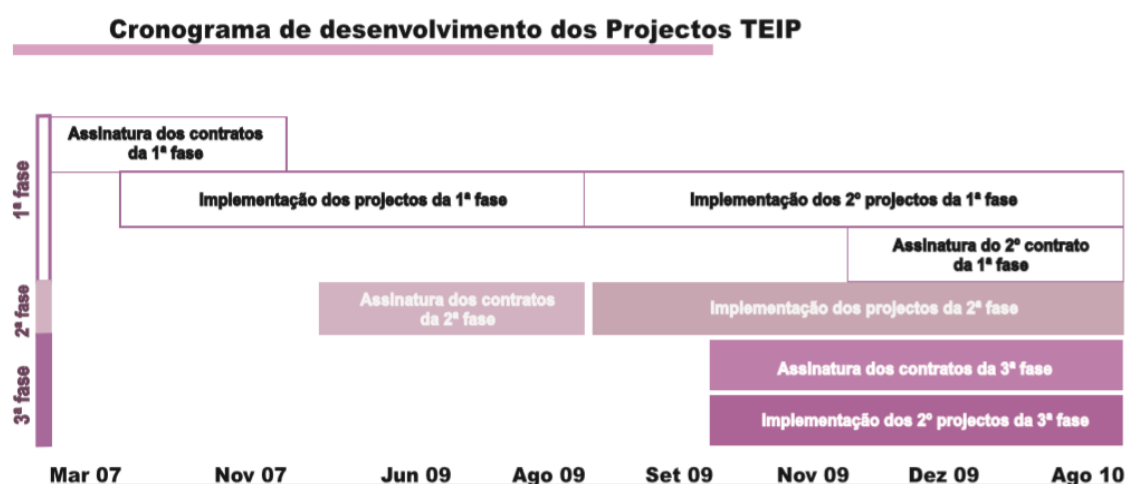 Cronograma de desenvolvimento dos Projectos TEIP
1ª fase
Assinatura dos contratos
da 1ª fase
Implementação dos projectos da 1ª fase
Implementação dos 2º projectos da 1ª fase
Assinatura do 2º contrato
da 1ª fase
2ª fase
Assinatura dos contratos
da 2ª fase
Implementação dos projectos da 2ª fase
3ª fase
Assinatura dos contratos da 3ª fase
Implementação dos 2º projectos da 3ª fase
Mar 07 Nov 07 Jun 09 Ago 09 Set 09 Nov 09 Dez 09 Ago 10